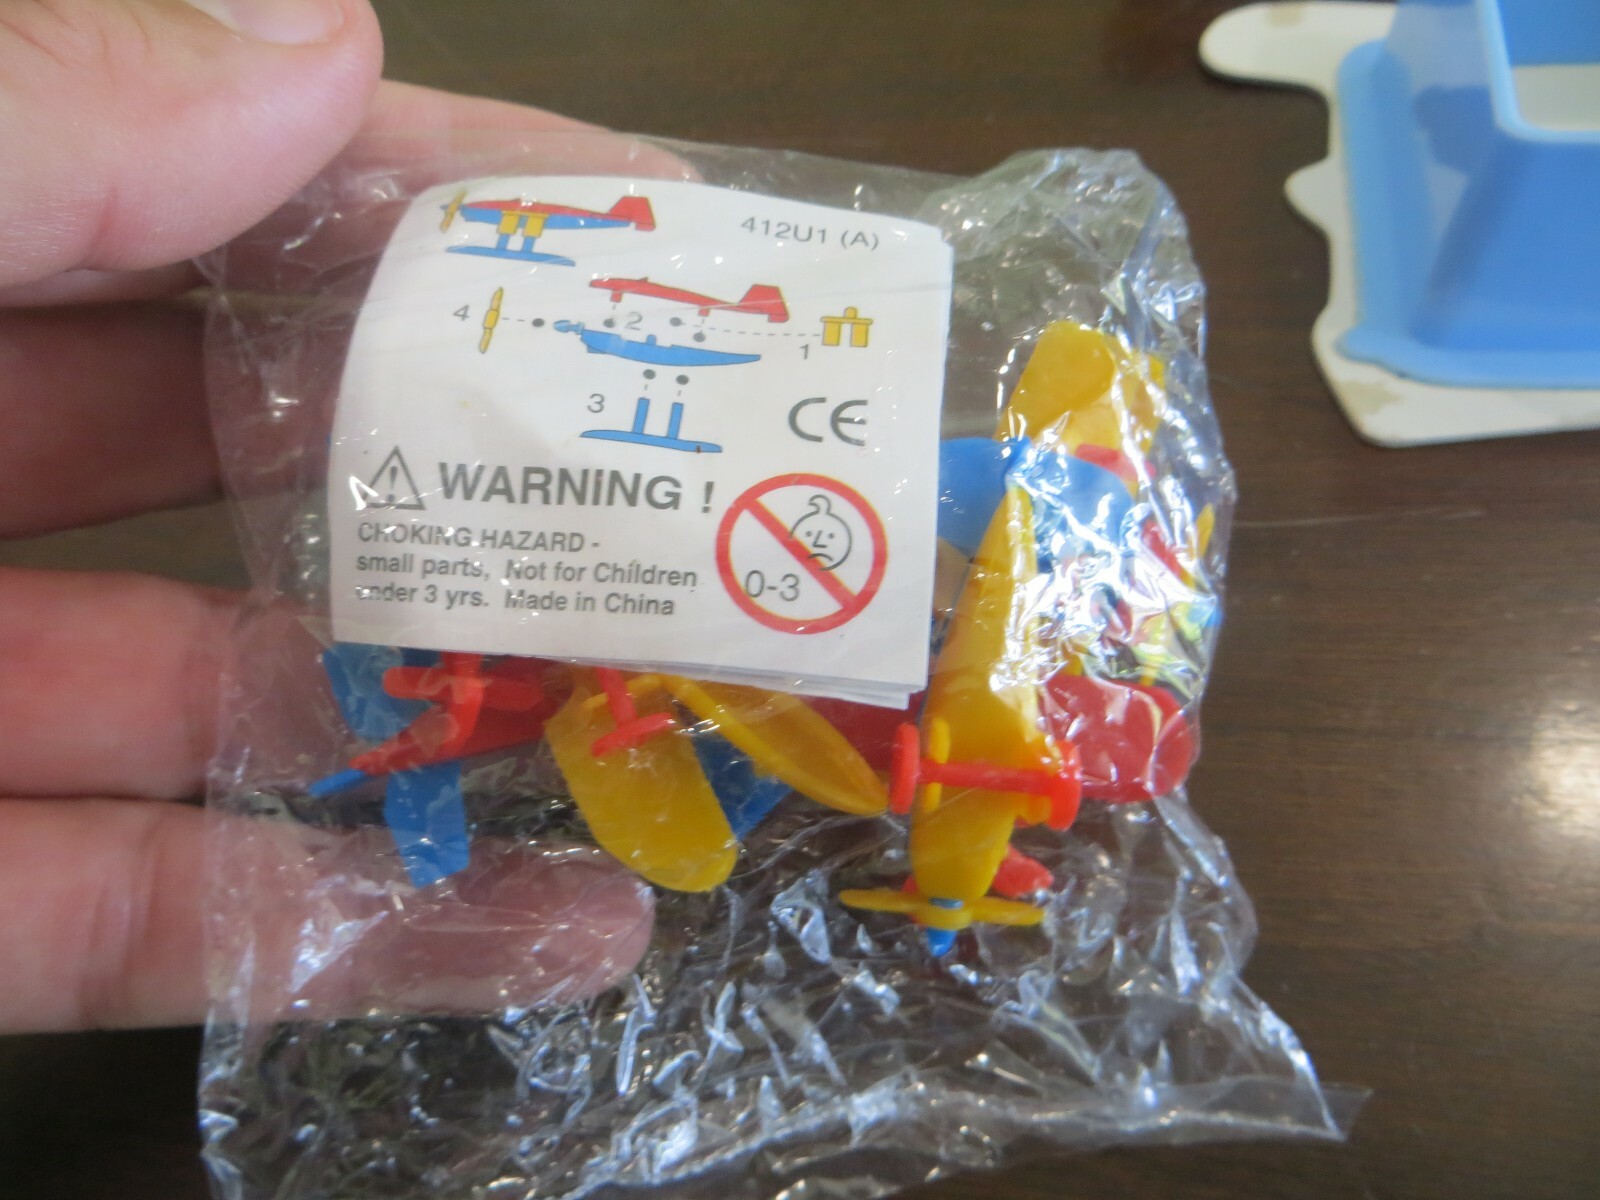 412U1 (A)
4
2
1
3
CE
WARNING !
CHOKING HAZARD -
small parts, Not for Children
under 3 yrs. Made in China
0-3